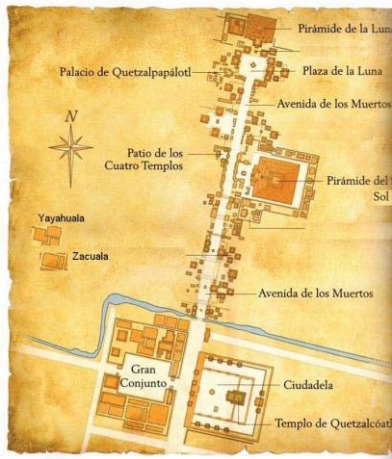 Pirámide de la Luna
Palacio de Quetzalpapálotl
Plaza de la Luna
Avenida de los Muertos
N
Patio de los
Cuatro Templos
Pirámide del
Sol
Yayahuala
Zacuala
Avenida de los Muertos
Gran
Conjunto
Ciudadela
Templo de Quetzalcóatl